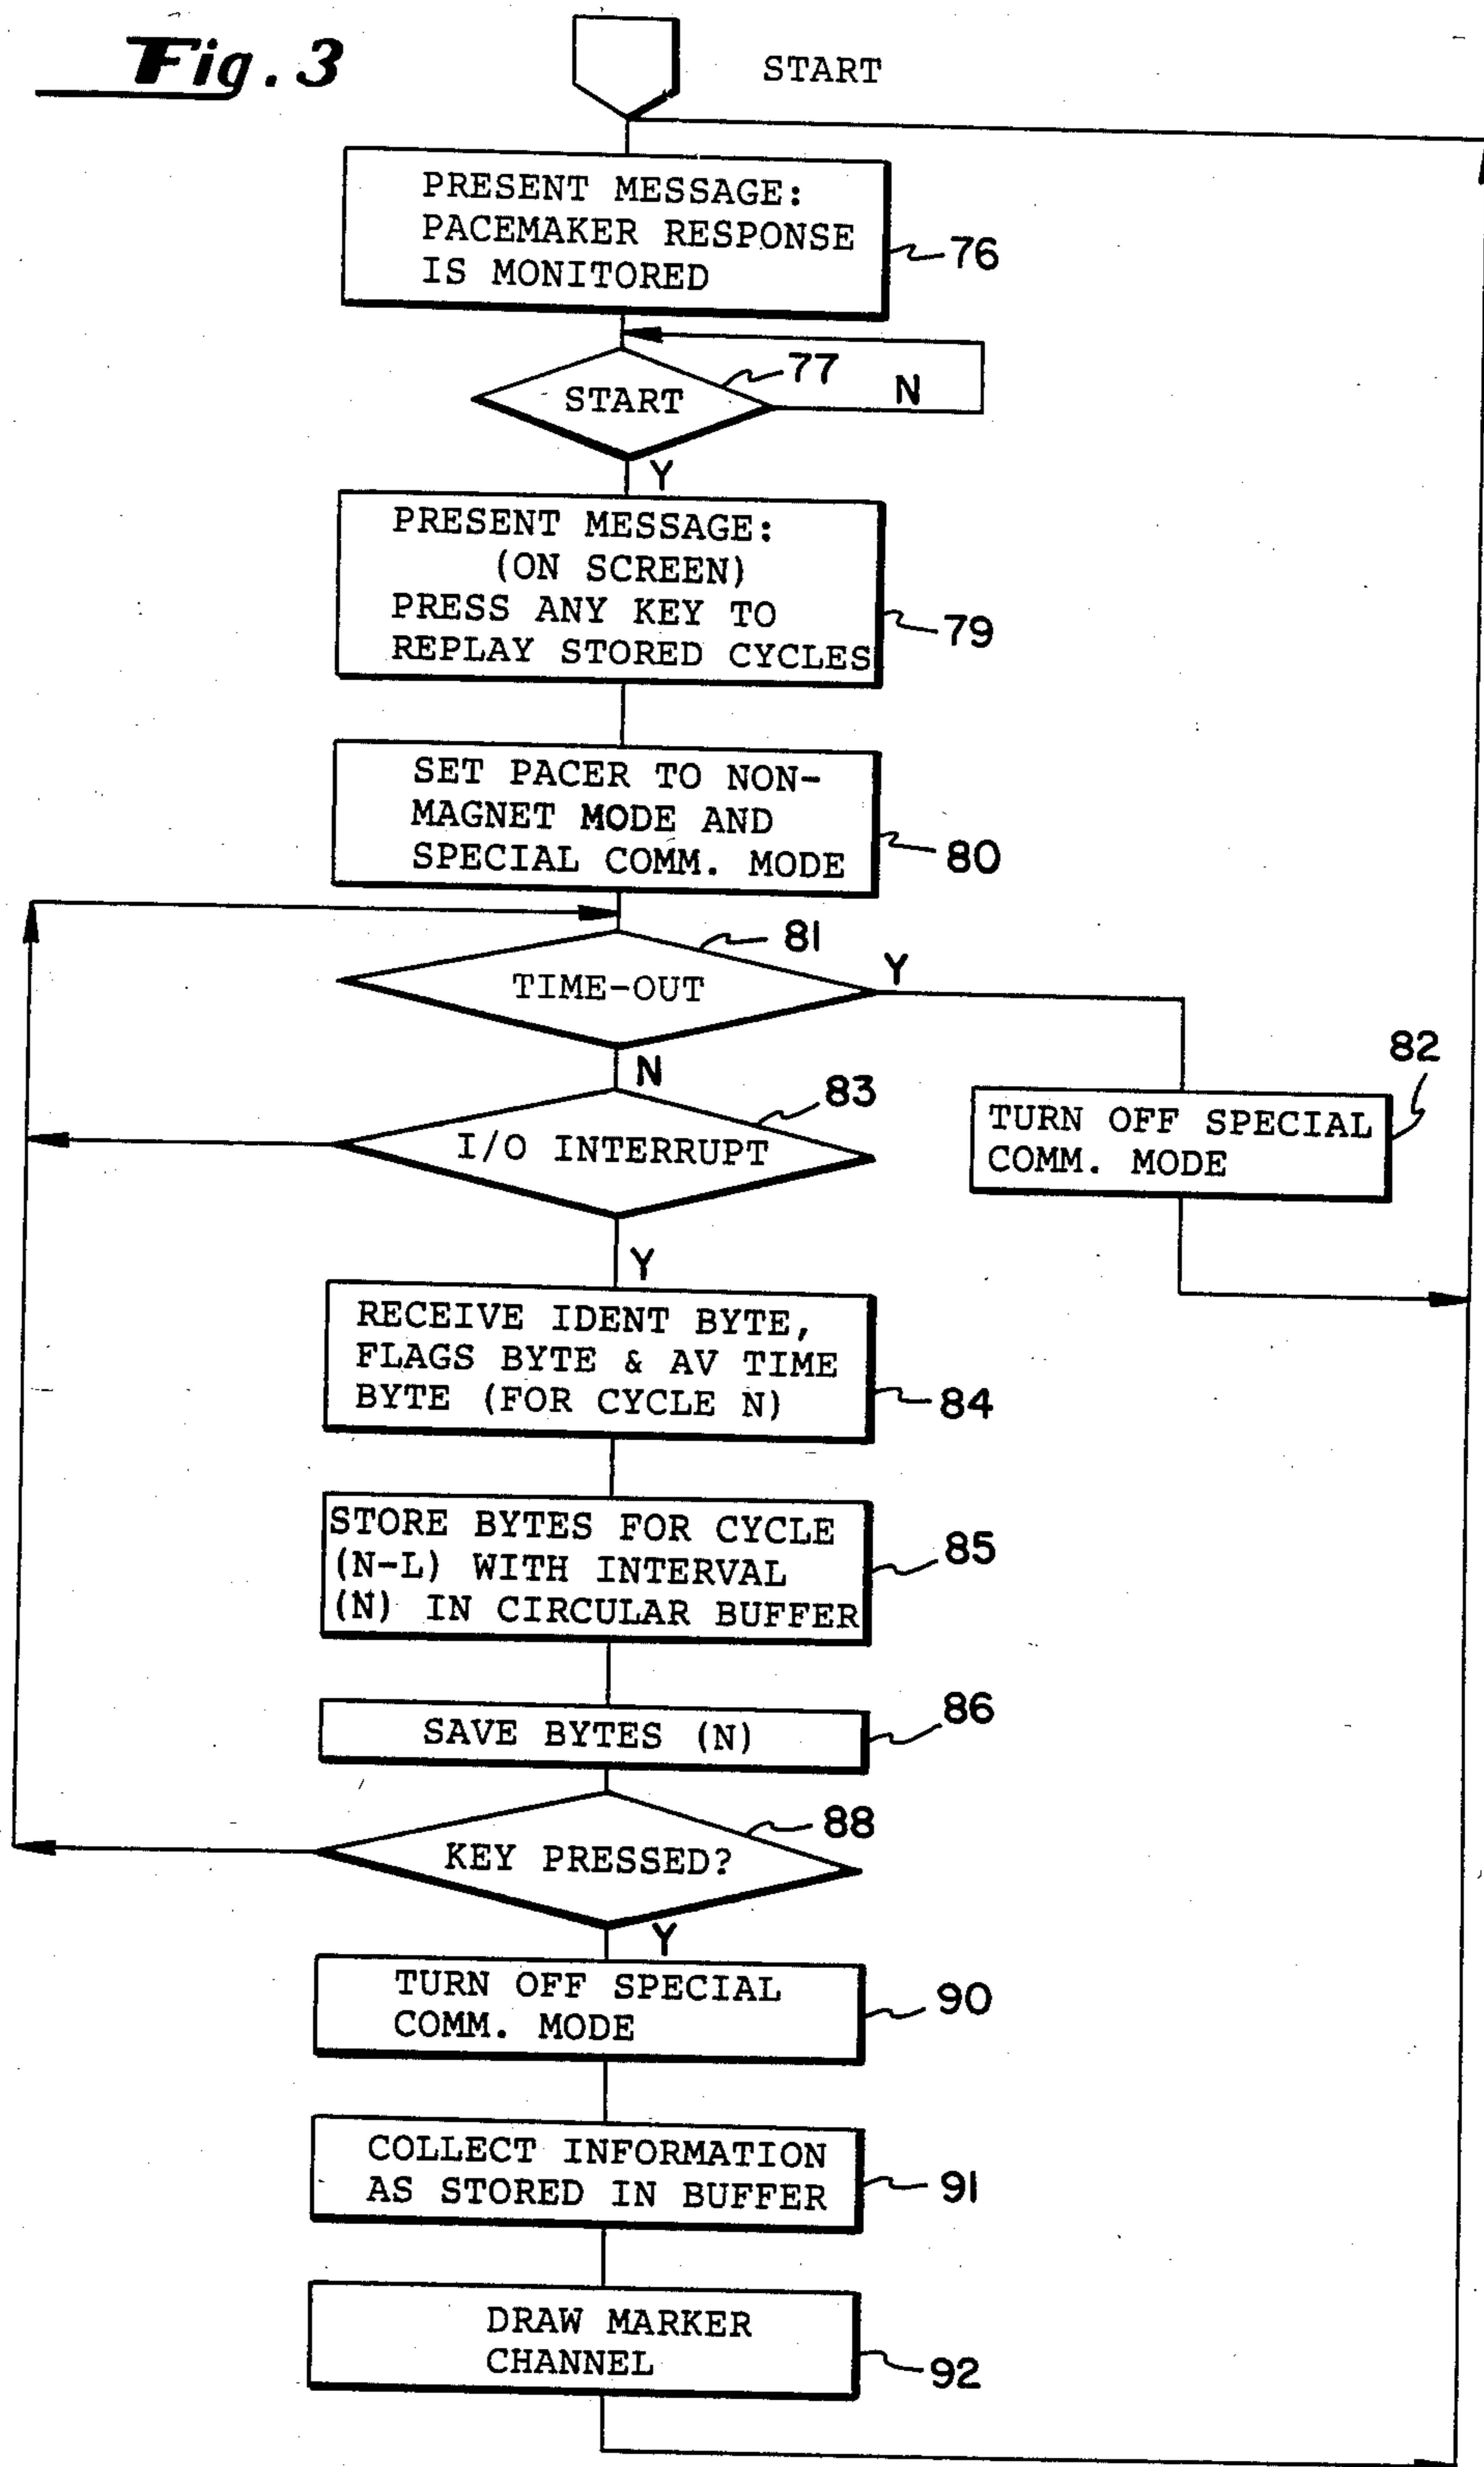 Fig. 3
START
PRESENT MESSAGE:
PACEMAKER RESPONSE
IS MONITORED
76
77
START
N
Y
PRESENT MESSAGE:
(ON SCREEN)
PRESS ANY KEY TO
REPLAY STORED CYCLES
79
SET PACER TO NON-
MAGNET MODE AND
SPECIAL COMM. MODE
80
81
TIME-OUT
Y
N
82
TURN OFF SPECIAL
COMM. MODE
83
I/O INTERRUPT
Y
RECEIVE IDENT BYTE,
FLAGS BYTE & AV TIME
BYTE (FOR CYCLE N)
84
STORE BYTES FOR CYCLE
(N-L) WITH INTERVAL
(N) IN CIRCULAR BUFFER
85
SAVE BYTES (N)
86
88
KEY PRESSED?
Y
TURN OFF SPECIAL
COMM. MODE
90
COLLECT INFORMATION
AS STORED IN BUFFER
91
DRAW MARKER
CHANNEL
92